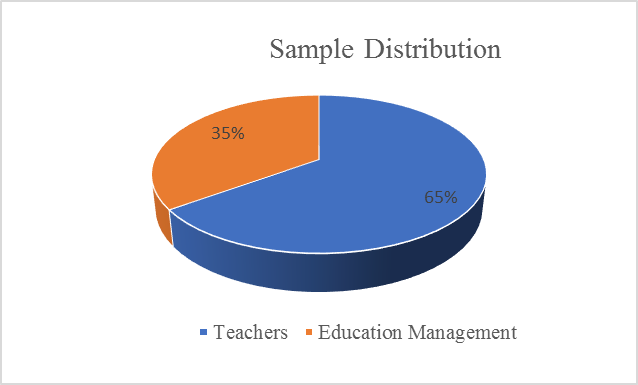 Sample Distribution
35%
65%
Teachers Education Management